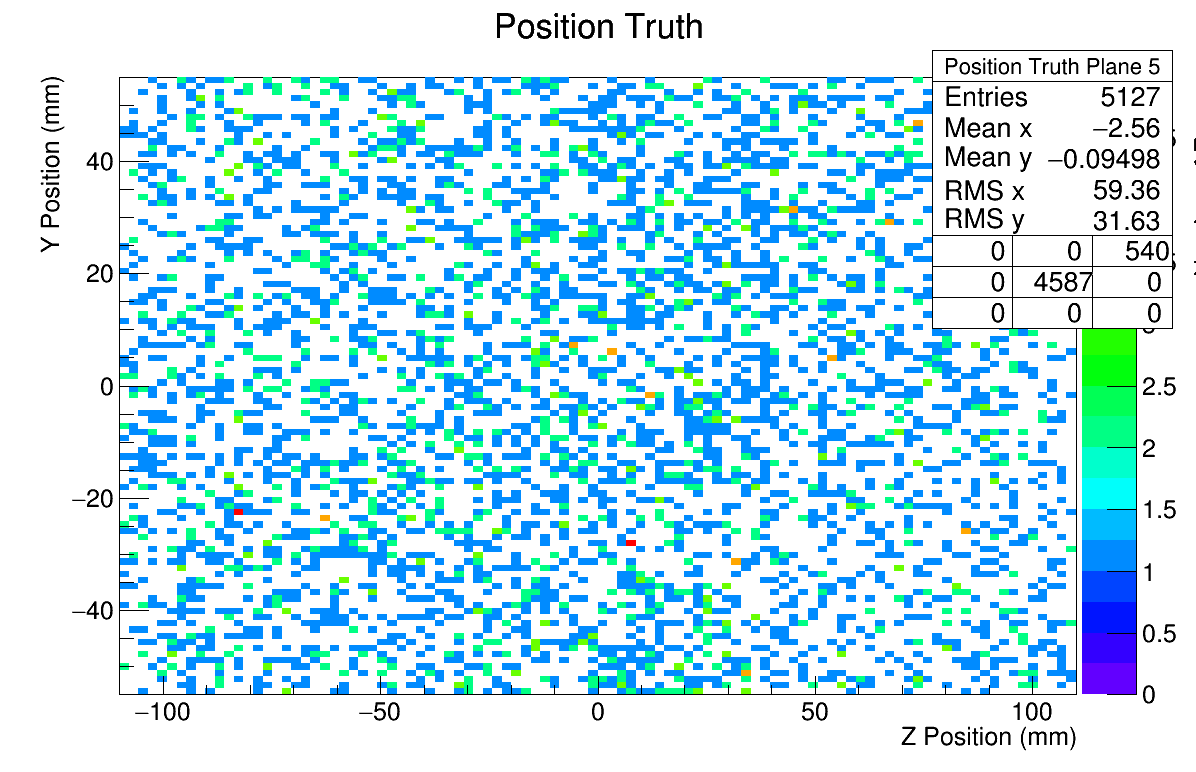 Position Truth
Position Truth Plane 5
Entries 5127
Mean x −2.56
Mean y −0.09498
RMS x 59.36
RMS y 31.63
0 0 540
0 4587 0
0 0 0
Y Position (mm)
40
20
0
−20
−40
2.5
2
1.5
1
0.5
0
−100 −50 0 50 100
Z Position (mm)